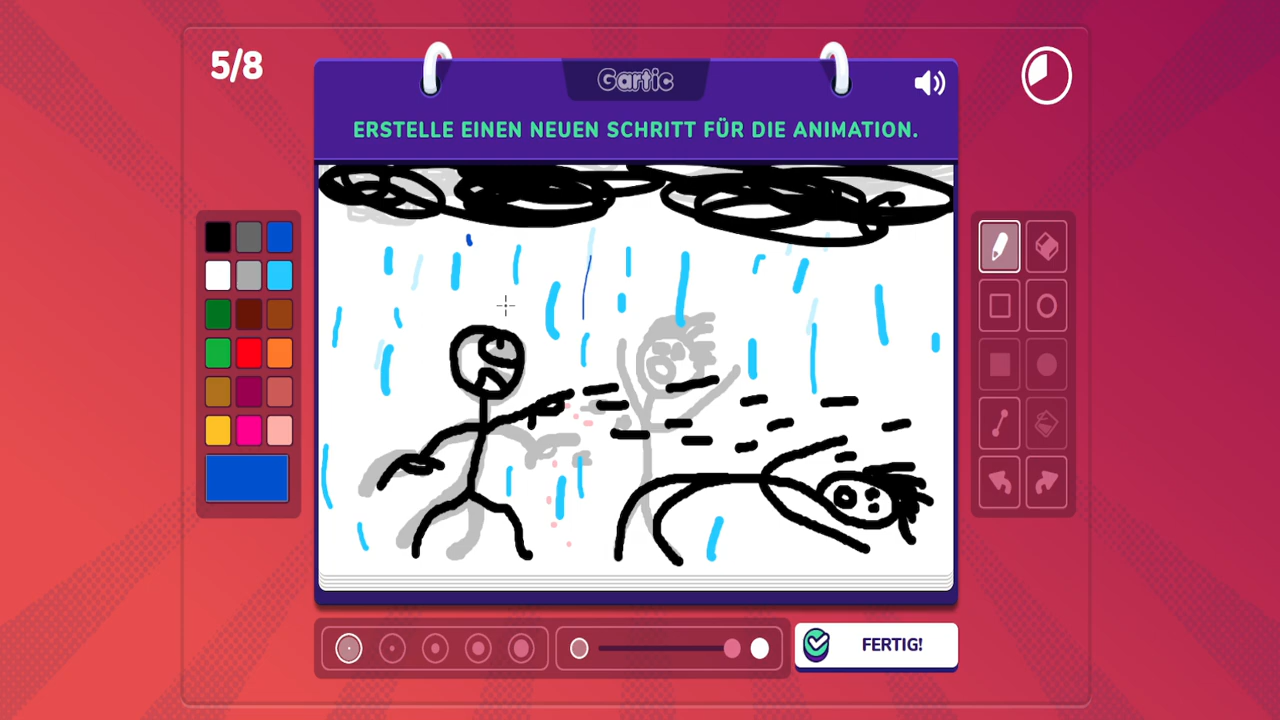 5/8
Gartic
ERSTELLE EINEN NEUEN SCHRITT FÜR DIE ANIMATION.
FERTIG!